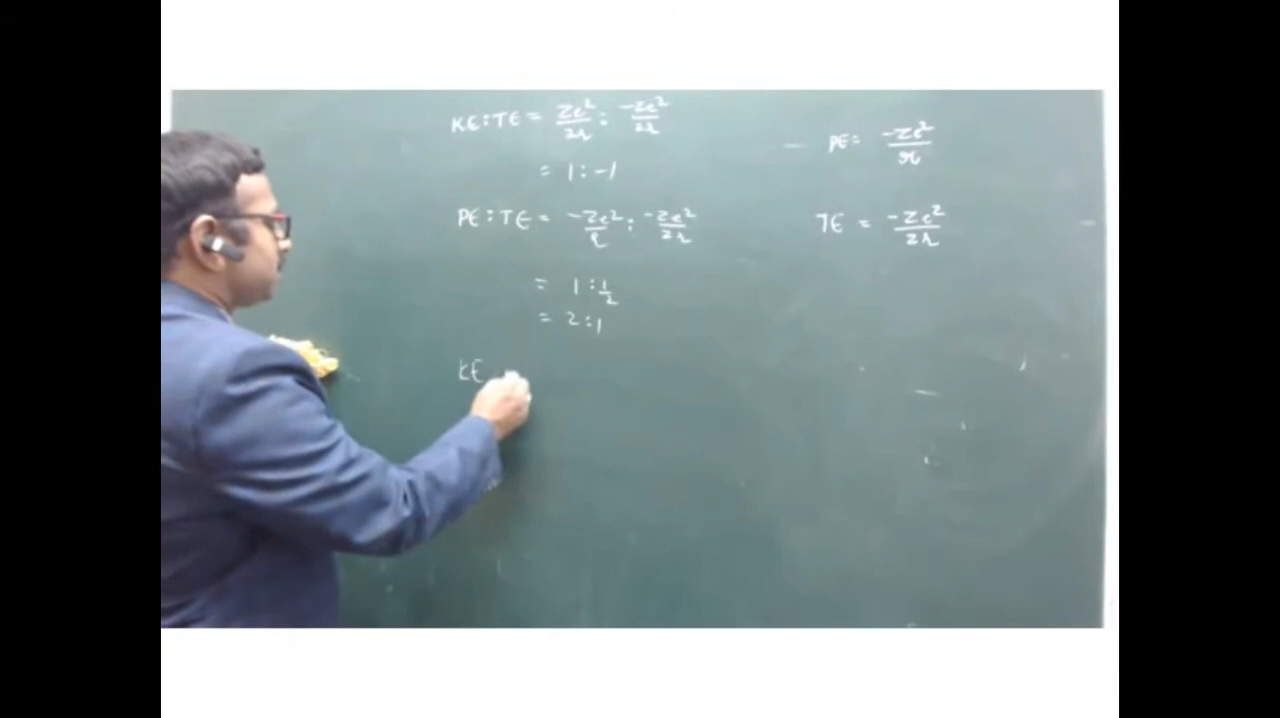 KE : TE = Ze²/2r : -Ze²/2r
= 1 : -1
PE : TE = -Ze²/r : -Ze²/2r
= 1 : 1/2
= 2 : 1
KE
PE = -Ze²/r
TE = -Ze²/2r